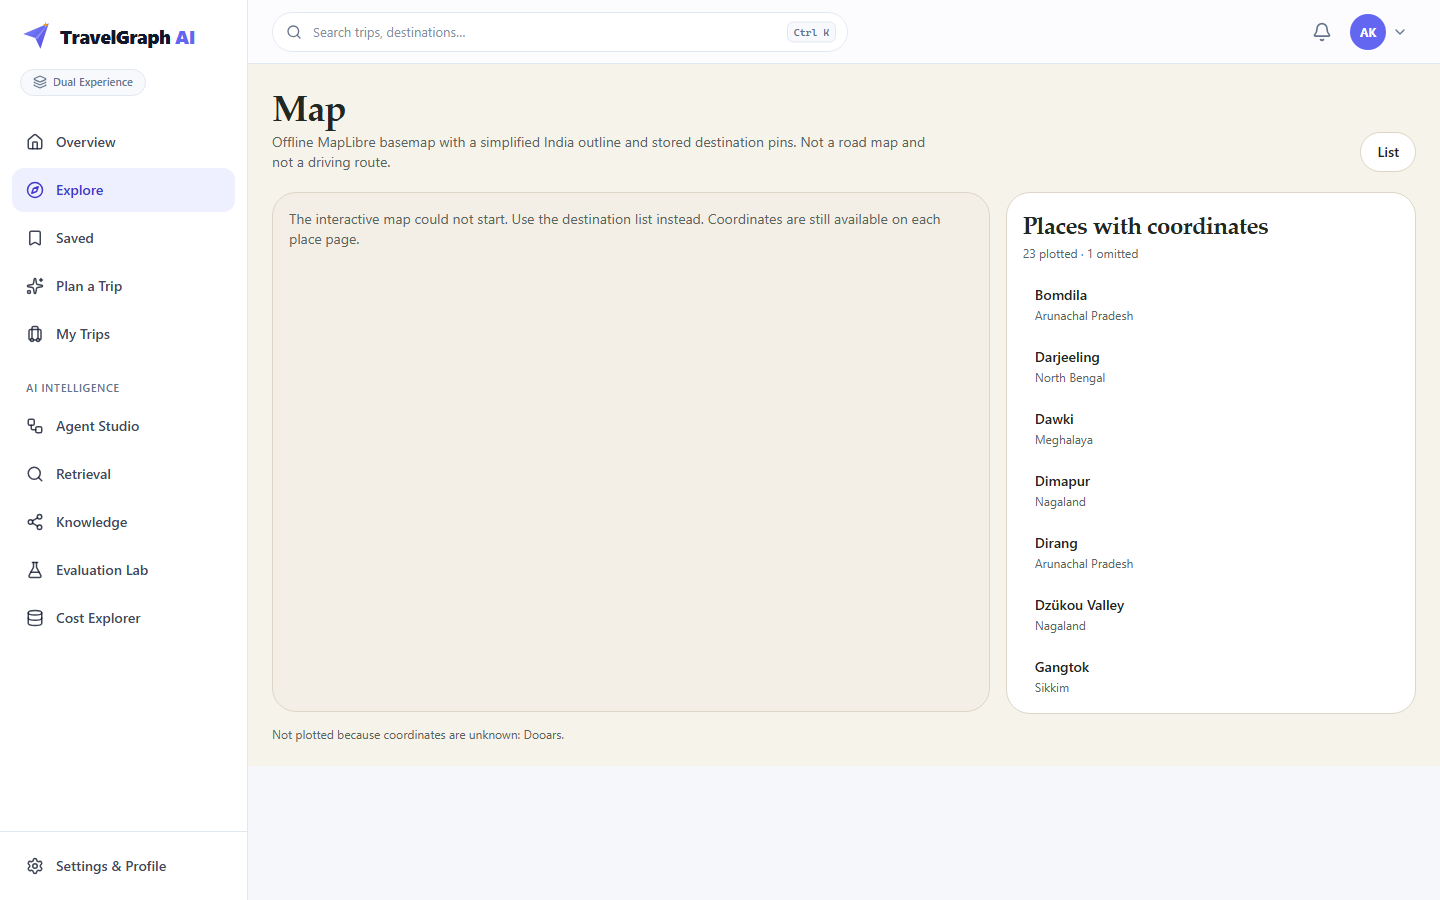 TravelGraph AI
Dual Experience
Overview
Explore
Saved
Plan a Trip
My Trips
AI INTELLIGENCE
Agent Studio
Retrieval
Knowledge
Evaluation Lab
Cost Explorer
Settings & Profile
Search trips, destinations...
Ctrl K
AK
Map
Offline MapLibre basemap with a simplified India outline and stored destination pins. Not a road map and
not a driving route.
List
The interactive map could not start. Use the destination list instead. Coordinates are still available on each
place page.
Places with coordinates
23 plotted · 1 omitted
Bomdila
Arunachal Pradesh
Darjeeling
North Bengal
Dawki
Meghalaya
Dimapur
Nagaland
Dirang
Arunachal Pradesh
Dzükou Valley
Nagaland
Gangtok
Sikkim
Not plotted because coordinates are unknown: Dooars.